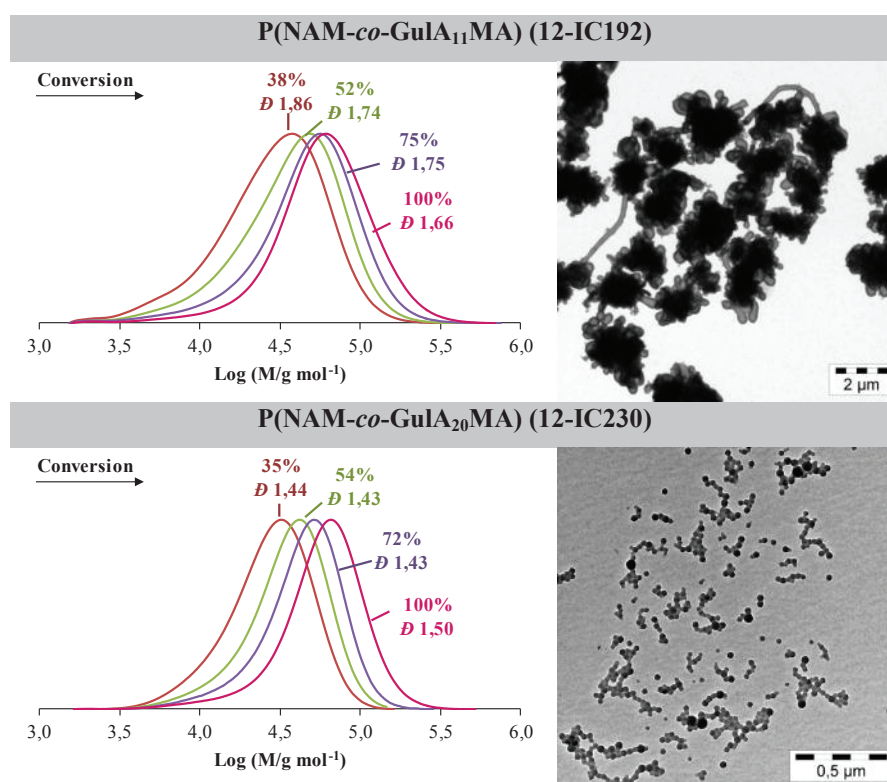 P(NAM-co-GulA₁₁MA) (12-IC192)
Conversion
38%
Đ 1,86
52%
Đ 1,74
75%
Đ 1,75
100%
Đ 1,66
3,0 3,5 4,0 4,5 5,0 5,5 6,0
Log (M/g mol⁻¹)
2 µm
P(NAM-co-GulA₂₀MA) (12-IC230)
Conversion
35%
Đ 1,44
54%
Đ 1,43
72%
Đ 1,43
100%
Đ 1,50
3,0 3,5 4,0 4,5 5,0 5,5 6,0
Log (M/g mol⁻¹)
0,5 µm